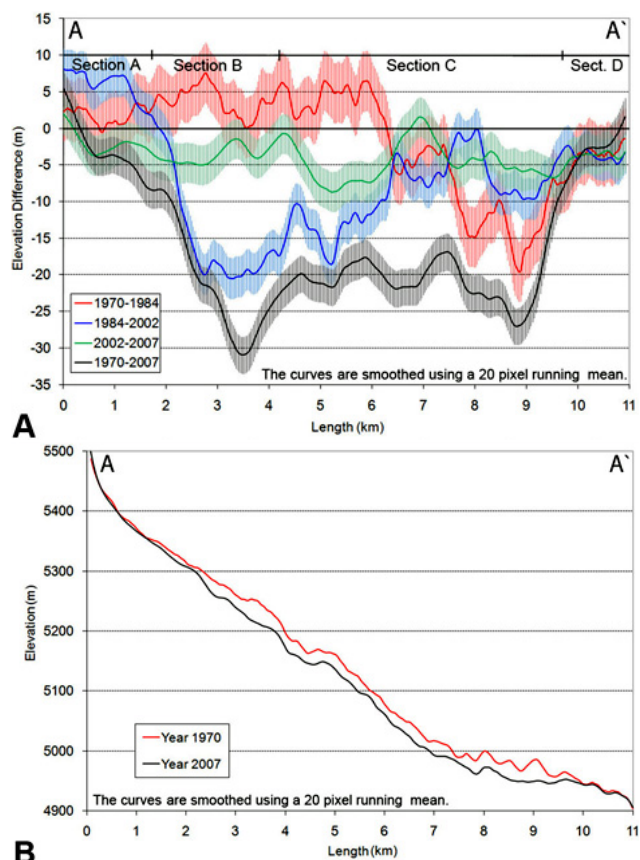 A A`
15
10
5
0
-5
-10
-15
-20
-25
-30
-35
Section A Section B Section C Sect. D
Elevation Difference (m)
1970-1984
1984-2002
2002-2007
1970-2007
The curves are smoothed using a 20 pixel running mean.
0 1 2 3 4 5 6 7 8 9 10 11
Length (km)
A
5500
5400
5300
5200
5100
5000
4900
A A`
Elevation (m)
Year 1970
Year 2007
The curves are smoothed using a 20 pixel running mean.
0 1 2 3 4 5 6 7 8 9 10 11
Length (km)
B